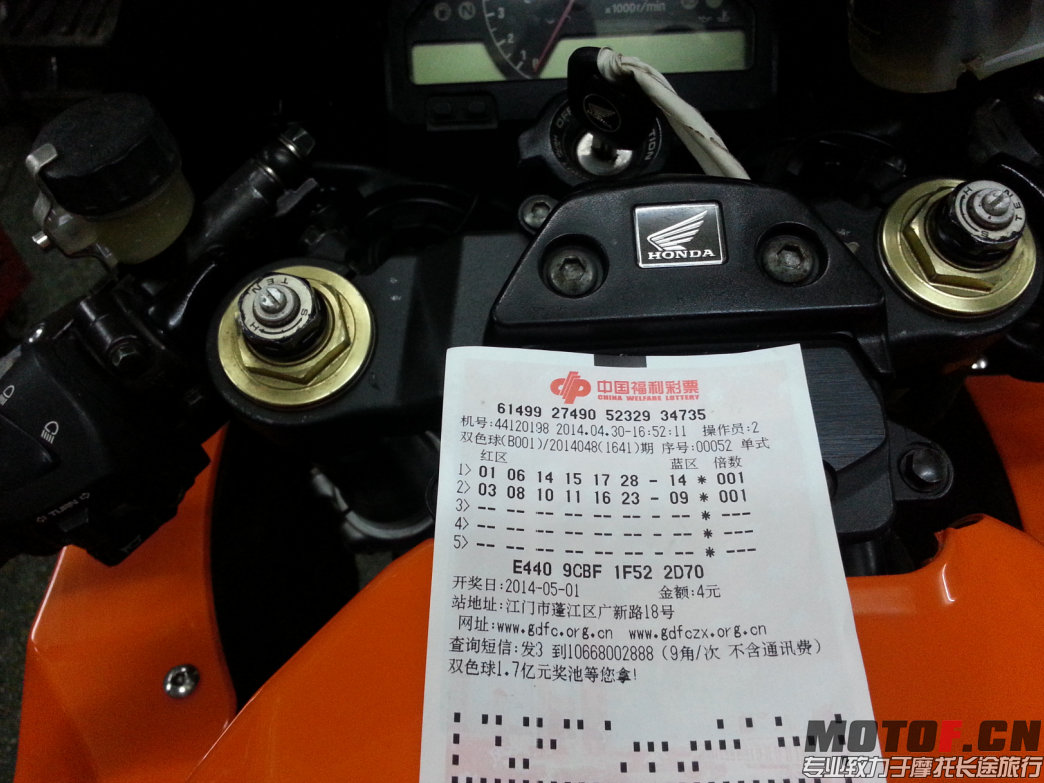 x1000r/min
HONDA
TEN
H
S
TEN
S
TURN
中国福利彩票
CHINA WELFARE LOTTERY
61499 27490 52329 34735
机号:44120198 2014.04.30-16:52:11 操作员:2
双色球(B001)/2014048(1641)期 序号:00052 单式
红区 蓝区 倍数
1> 01 06 14 15 17 28 - 14 * 001
2> 03 08 10 11 16 23 - 09 * 001
3> -- -- -- -- -- -- -- * ---
4> -- -- -- -- -- -- -- * ---
5> -- -- -- -- -- -- -- * ---
E440 9CBF 1F52 2D70
开奖日:2014-05-01 金额:4元
站地址:江门市蓬江区广新路18号
网址:www.gdfc.org.cn www.gdfczx.org.cn
查询短信:发3 到10668002888 (9角/次 不含通讯费)
双色球1.7亿元奖池等您拿!
MOTOF.CN
专业致力于摩托长途旅行